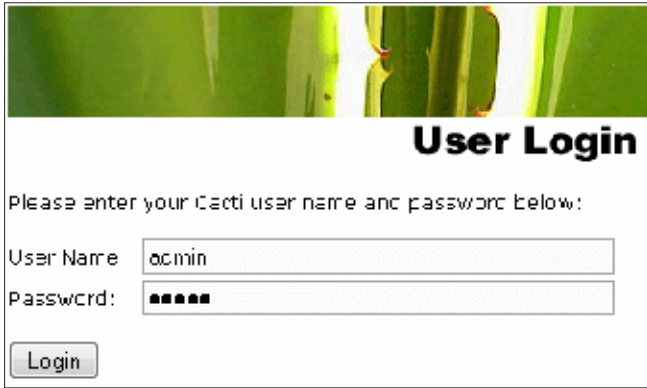 User Login
Please enter your Cacti user name and password below:
User Name
admin
Password:
•••••
Login